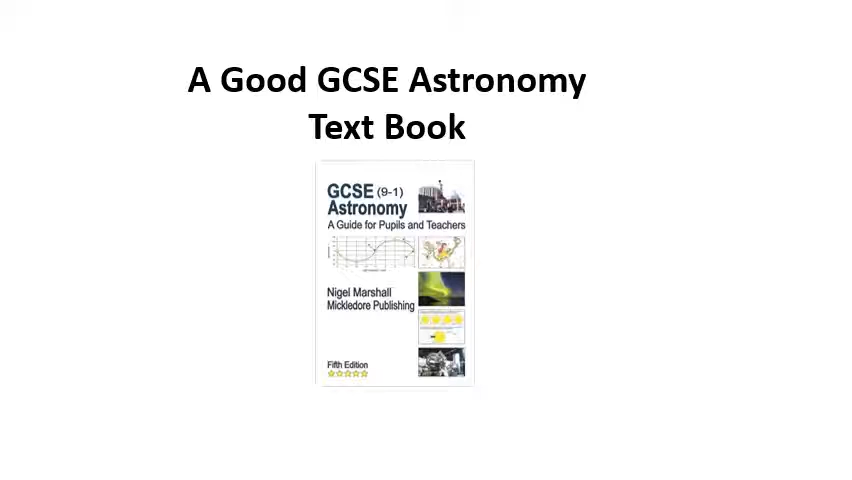 A Good GCSE Astronomy
Text Book
GCSE (9-1)
Astronomy
A Guide for Pupils and Teachers
Nigel Marshall
Mickledore Publishing
Fifth Edition